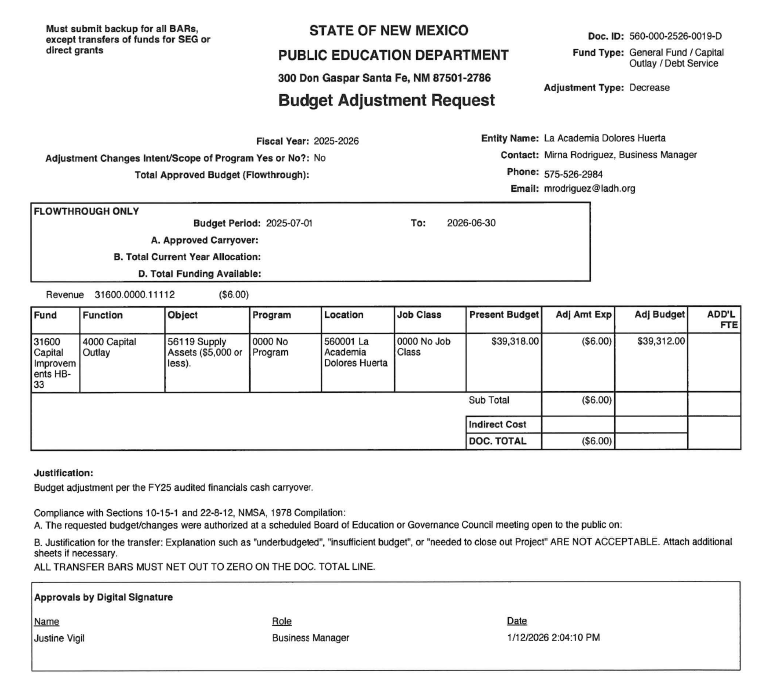 Must submit backup for all BARs,
except transfers of funds for SEG or
direct grants
STATE OF NEW MEXICO
PUBLIC EDUCATION DEPARTMENT
300 Don Gaspar Santa Fe, NM 87501-2786
Budget Adjustment Request
Doc. ID: 560-000-2526-0019-D
Fund Type: General Fund / Capital
Outlay / Debt Service
Adjustment Type: Decrease
Fiscal Year: 2025-2026
Adjustment Changes Intent/Scope of Program Yes or No?: No
Total Approved Budget (Flowthrough):
Entity Name: La Academia Dolores Huerta
Contact: Mirna Rodriguez, Business Manager
Phone: 575-526-2984
Email: mrodriguez@ladh.org
FLOWTHROUGH ONLY
Budget Period: 2025-07-01 To: 2026-06-30
A. Approved Carryover:
B. Total Current Year Allocation:
D. Total Funding Available:
Revenue 31600.0000.11112 ($6.00)
Fund Function Object Program Location Job Class Present Budget Adj Amt Exp Adj Budget ADD'L
FTE
31600 4000 Capital 56119 Supply 0000 No 560001 La 0000 No Job $39,318.00 ($6.00) $39,312.00
Capital Outlay Assets ($5,000 or Program Academia Class
Improvem less). Dolores Huerta
ents HB-
33
Sub Total ($6.00)
Indirect Cost
DOC. TOTAL ($6.00)
Justification:
Budget adjustment per the FY25 audited financials cash carryover.
Compliance with Sections 10-15-1 and 22-8-12, NMSA, 1978 Compilation:
A. The requested budget/changes were authorized at a scheduled Board of Education or Governance Council meeting open to the public on:
B. Justification for the transfer: Explanation such as "underbudgeted", "insufficient budget", or "needed to close out Project" ARE NOT ACCEPTABLE. Attach additional
sheets if necessary.
ALL TRANSFER BARS MUST NET OUT TO ZERO ON THE DOC. TOTAL LINE.
Approvals by Digital Signature
Name Role Date
Justine Vigil Business Manager 1/12/2026 2:04:10 PM